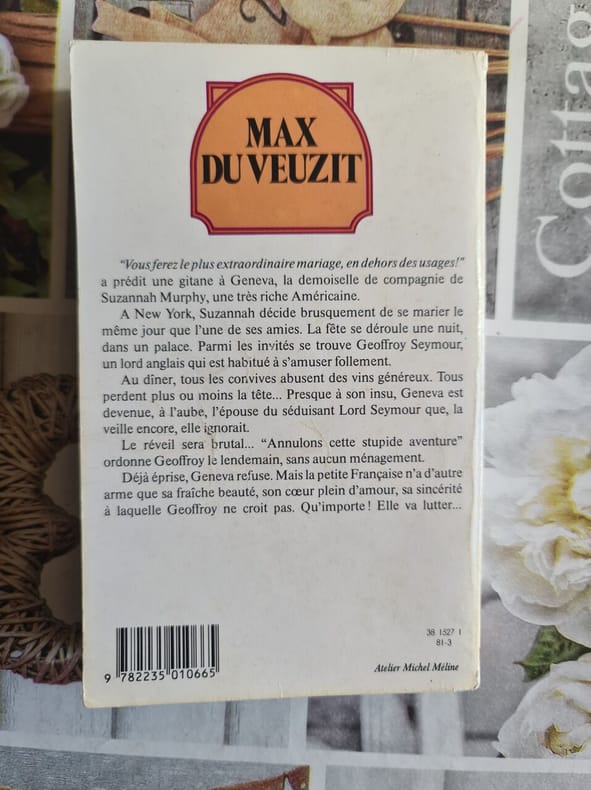 MAX
DU VEUZIT
"Vous ferez le plus extraordinaire mariage, en dehors des usages!"
a prédit une gitane à Geneva, la demoiselle de compagnie de
Suzannah Murphy, une très riche Américaine.
A New York, Suzannah décide brusquement de se marier le
même jour que l'une de ses amies. La fête se déroule une nuit,
dans un palace. Parmi les invités se trouve Geoffroy Seymour,
un lord anglais qui est habitué à s'amuser follement.
Au dîner, tous les convives abusent des vins généreux. Tous
perdent plus ou moins la tête... Presque à son insu, Geneva est
devenue, à l'aube, l'épouse du séduisant Lord Seymour que, la
veille encore, elle ignorait.
Le réveil sera brutal... "Annulons cette stupide aventure"
ordonne Geoffroy le lendemain, sans aucun ménagement.
Déjà éprise, Geneva refuse. Mais la petite Française n'a d'autre
arme que sa fraîche beauté, son cœur plein d'amour, sa sincérité
à laquelle Geoffroy ne croit pas. Qu'importe! Elle va lutter...
38 1527 1
81-3
9 782235 010665
Atelier Michel Méline
Cottag
2